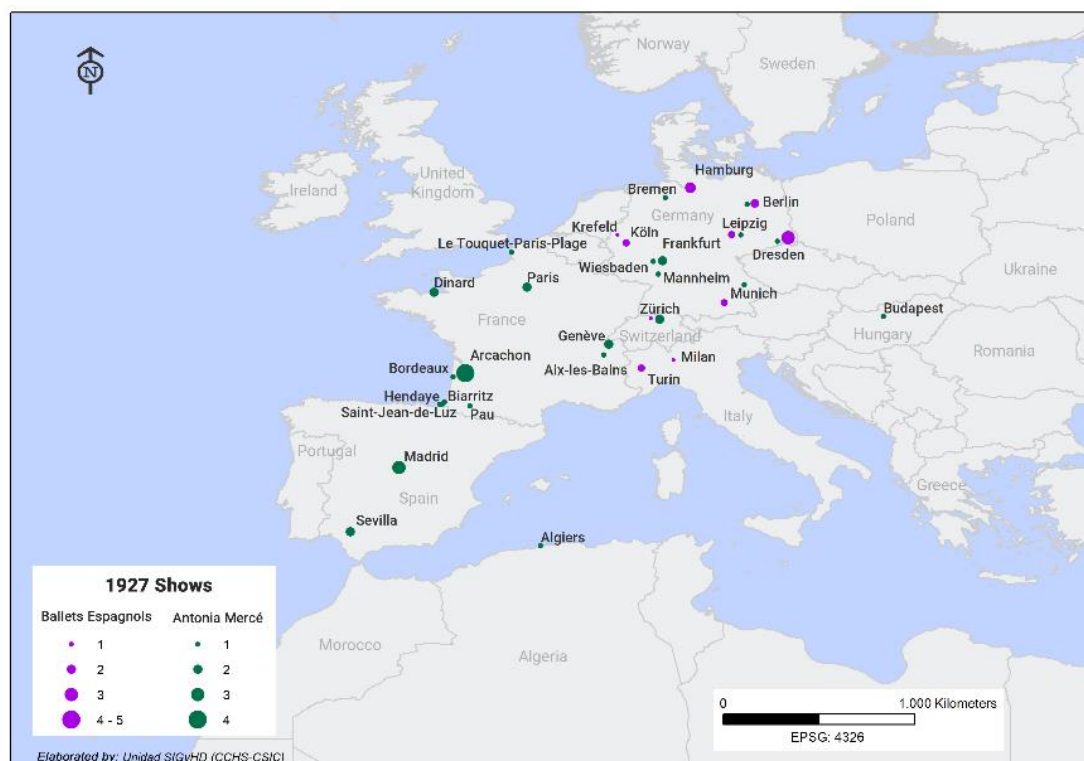 N
Norway
Sweden
Ireland
United
Kingdom
Hamburg
Bremen
Berlin
Germany
Poland
Krefeld
Köln
Leipzig
Le Touquet-Paris-Plage
Frankfurt
Dresden
Wiesbaden
Mannheim
Ukraine
Dinard
Paris
Munich
France
Zürich
Budapest
Genève
Switzerland
Hungary
Romania
Arcachon
Bordeaux
Aix-les-Bains
Milan
Turin
Hendaye
Biarritz
Saint-Jean-de-Luz
Pau
Italy
Portugal
Madrid
Spain
Greece
Sevilla
Algiers
Morocco
Algeria
1927 Shows
Ballets Espagnols Antonia Mercé
1 1
2 2
3 3
4 - 5 4
0 1.000 Kilometers
EPSG: 4326
Elaborated by: Unidad SIGyHD (CCHS-CSIC)